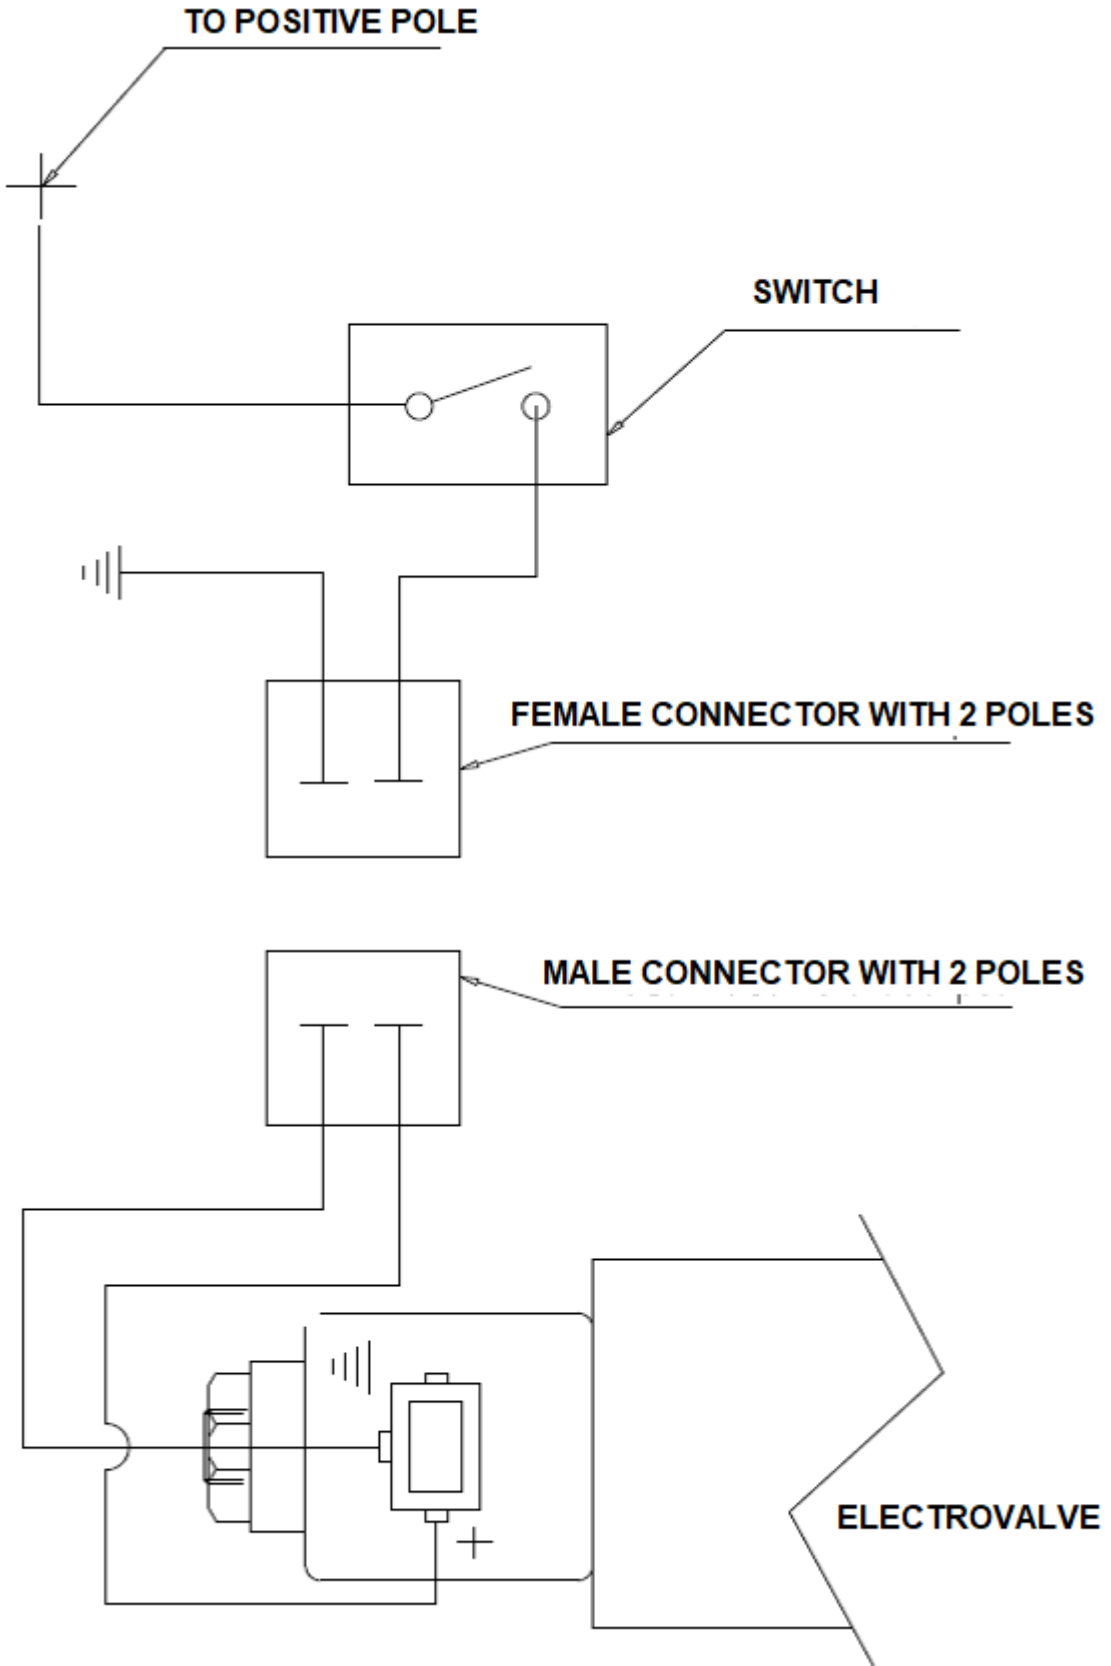 TO POSITIVE POLE
SWITCH
FEMALE CONNECTOR WITH 2 POLES
MALE CONNECTOR WITH 2 POLES
ELECTROVALVE